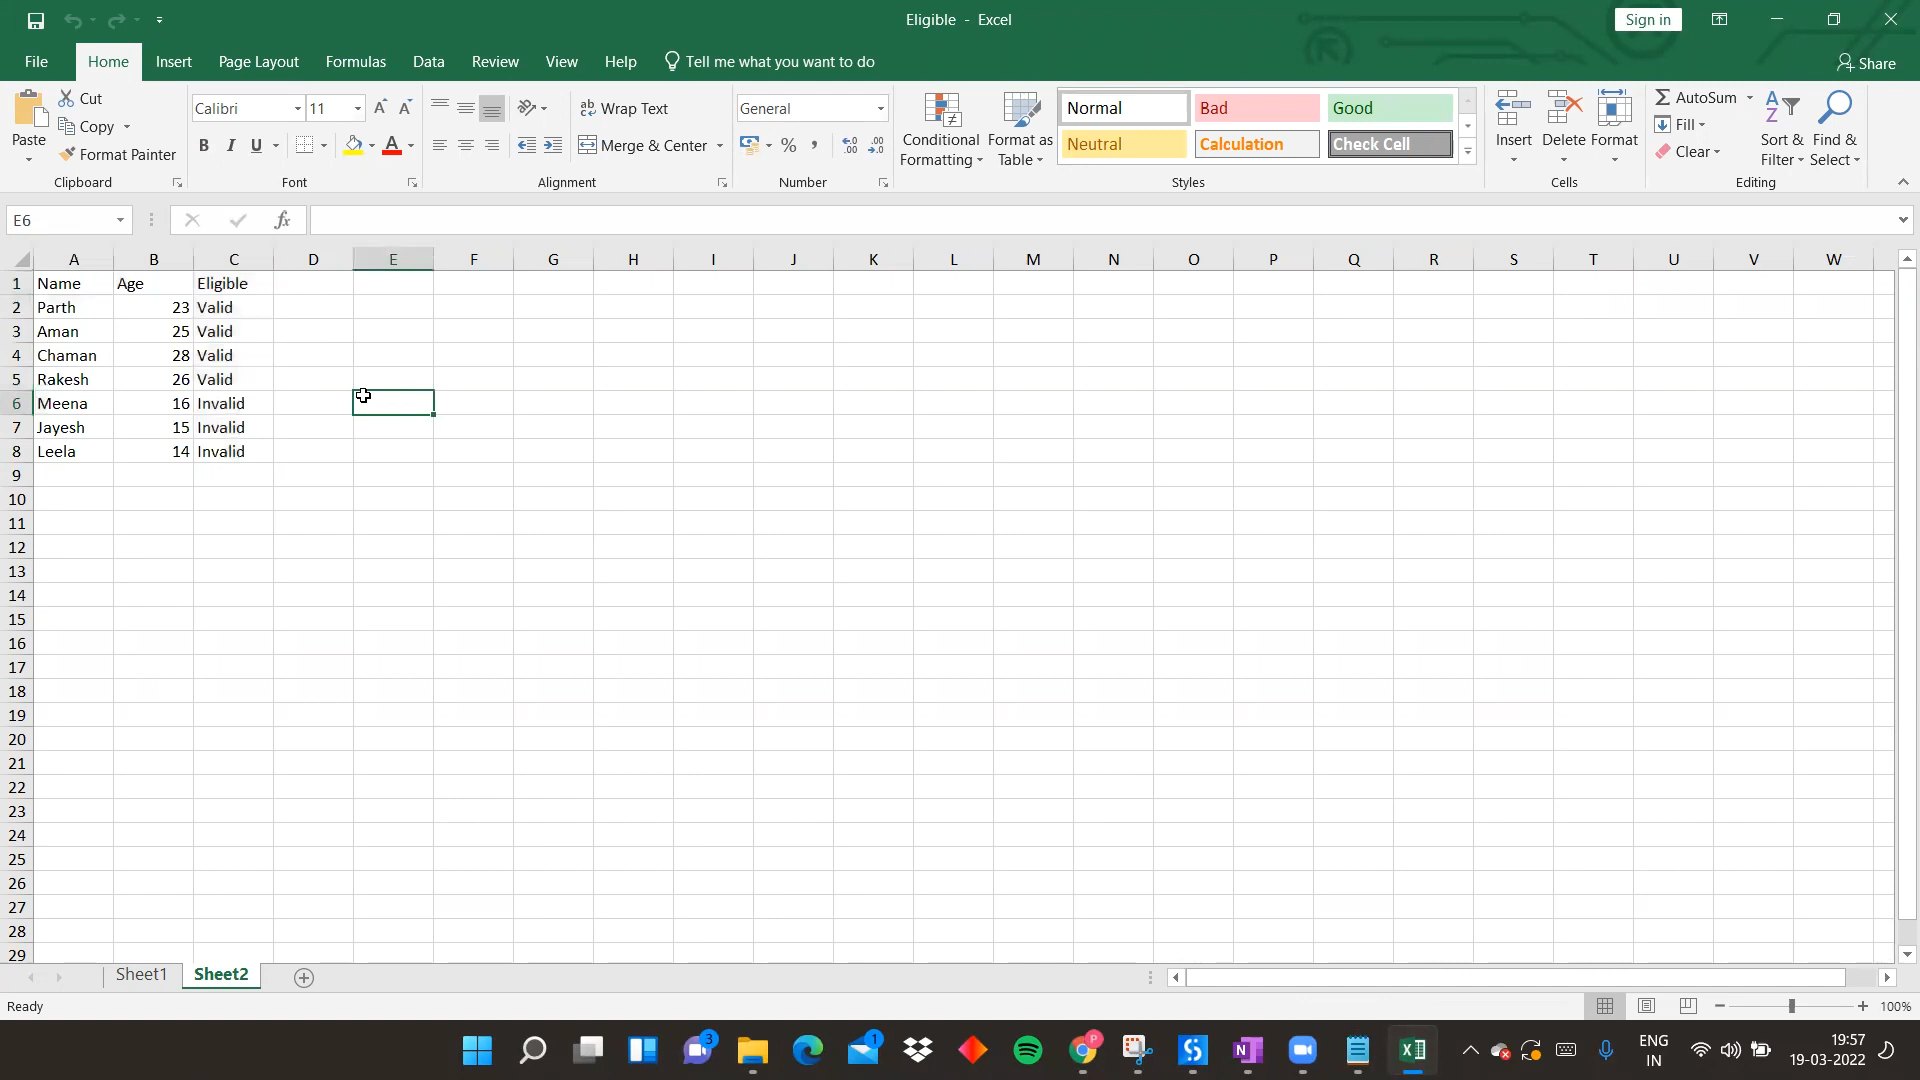 Eligible - Excel
Sign in
File Home Insert Page Layout Formulas Data Review View Help Tell me what you want to do Share
Paste
Cut
Copy
Format Painter
Clipboard
Calibri 11
B I U
Font
Wrap Text
Merge & Center
Alignment
General
Number
Conditional Formatting
Format as Table
Normal Bad Good
Neutral Calculation Check Cell
Styles
Insert Delete Format
Cells
AutoSum
Fill
Clear
Sort & Filter
Find & Select
Editing
E6 fx
A B C D E F G H I J K L M N O P Q R S T U V W
1 Name Age Eligible
2 Parth 23 Valid
3 Aman 25 Valid
4 Chaman 28 Valid
5 Rakesh 26 Valid
6 Meena 16 Invalid
7 Jayesh 15 Invalid
8 Leela 14 Invalid
9
10
11
12
13
14
15
16
17
18
19
20
21
22
23
24
25
26
27
28
29
Sheet1 Sheet2
Ready 100%
3 1 P
ENG
IN
19:57
19-03-2022